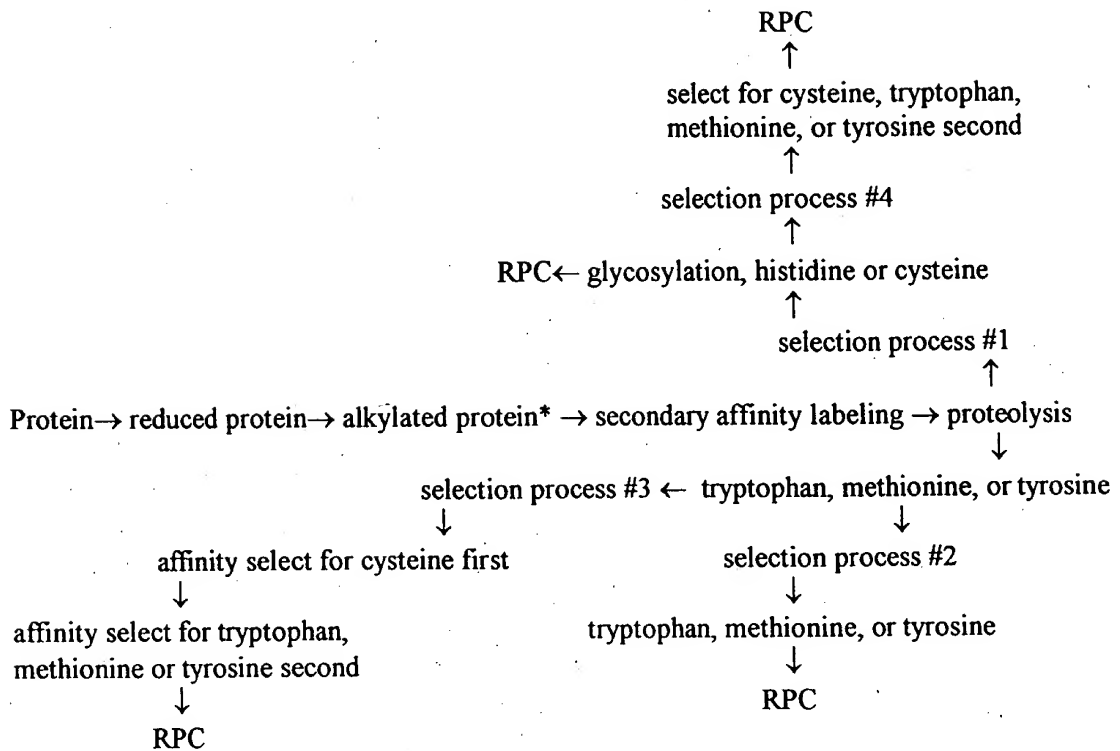 RPC
↑
select for cysteine, tryptophan,
methionine, or tyrosine second
↑
selection process #4
↑
RPC← glycosylation, histidine or cysteine
↑
selection process #1
↑
Protein→ reduced protein→ alkylated protein* → secondary affinity labeling → proteolysis
↓
selection process #3 ← tryptophan, methionine, or tyrosine
↓ ↓
affinity select for cysteine first selection process #2
↓ ↓
affinity select for tryptophan, tryptophan, methionine, or tyrosine
methionine or tyrosine second
↓ ↓
RPC RPC